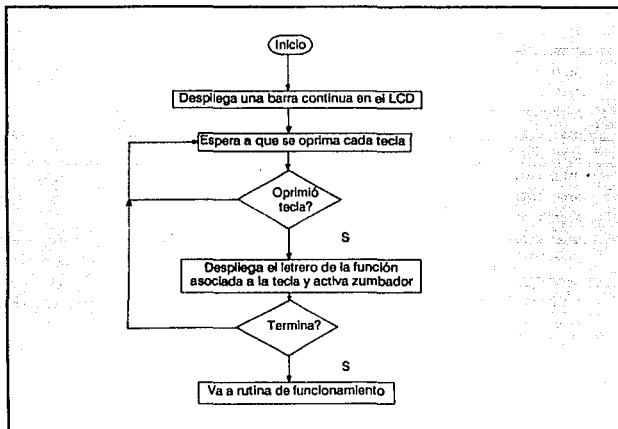 Inicio
Despliega una barra continua en el LCD
Espera a que se oprima cada tecla
Oprimió
tecla?
S
Despliega el letrero de la función
asociada a la tecla y activa zumbador
Termina?
S
Va a rutina de funcionamiento